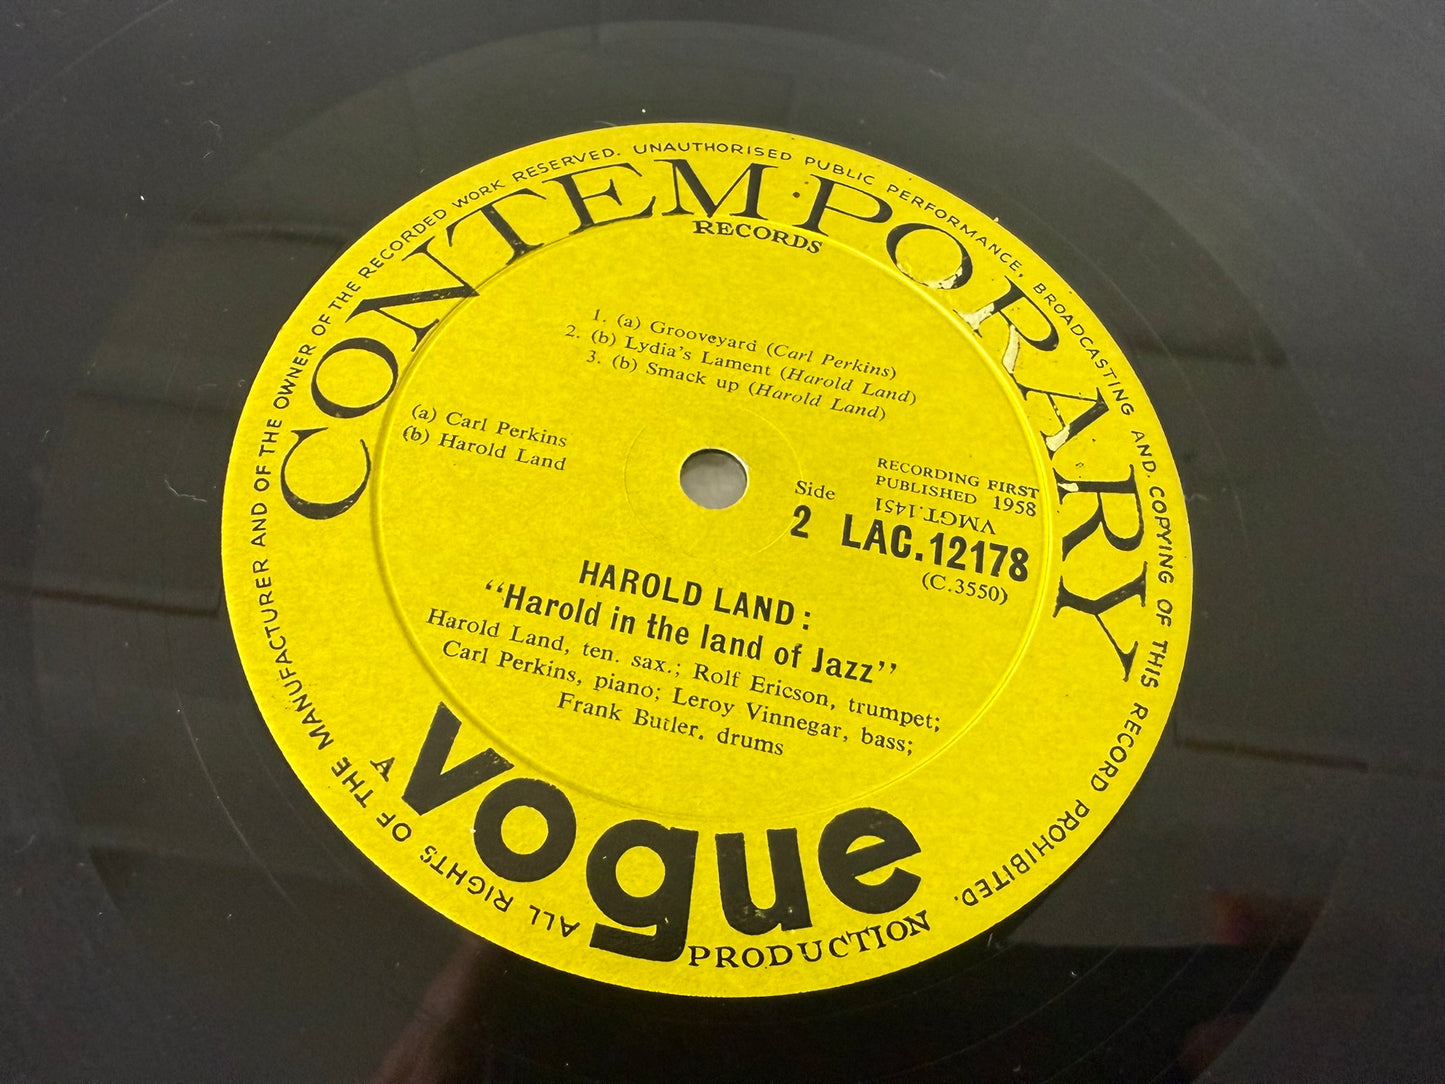 ALL RIGHTS OF THE MANUFACTURER AND OF THE OWNER OF THE RECORDED WORK RESERVED. UNAUTHORISED PUBLIC PERFORMANCE, BROADCASTING AND COPYING OF THIS RECORD PROHIBITED.
CONTEMPORARY
RECORDS
1. (a) Grooveyard (Carl Perkins)
2. (b) Lydia's Lament (Harold Land)
3. (b) Smack up (Harold Land)
(a) Carl Perkins
(b) Harold Land
RECORDING FIRST
PUBLISHED 1958
VMGT.1451
Side
2 LAC.12178
(C.3550)
HAROLD LAND:
“Harold in the land of Jazz”
Harold Land, ten. sax.; Rolf Ericson, trumpet;
Carl Perkins, piano; Leroy Vinnegar, bass;
Frank Butler, drums
A
vogue
PRODUCTION